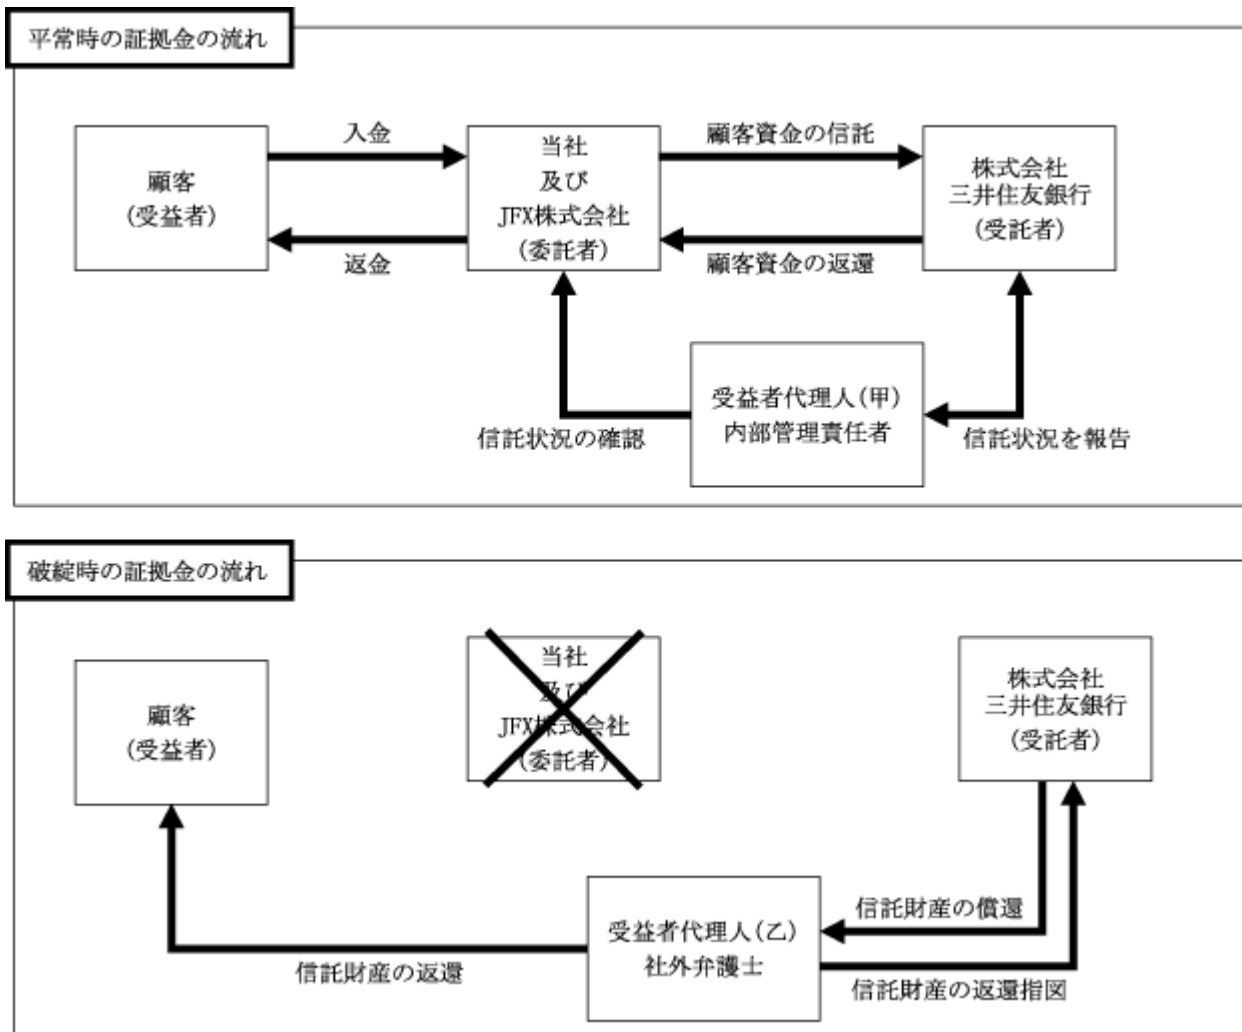 平常時の証拠金の流れ
顧客
(受益者)
入金
返金
当社
及び
JFX株式会社
(委託者)
顧客資金の信託
顧客資金の返還
株式会社
三井住友銀行
(受託者)
受益者代理人(甲)
内部管理責任者
信託状況の確認
信託状況を報告
破綻時の証拠金の流れ
顧客
(受益者)
当社
及び
JFX株式会社
(委託者)
株式会社
三井住友銀行
(受託者)
受益者代理人(乙)
社外弁護士
信託財産の償還
信託財産の返還
信託財産の返還指図